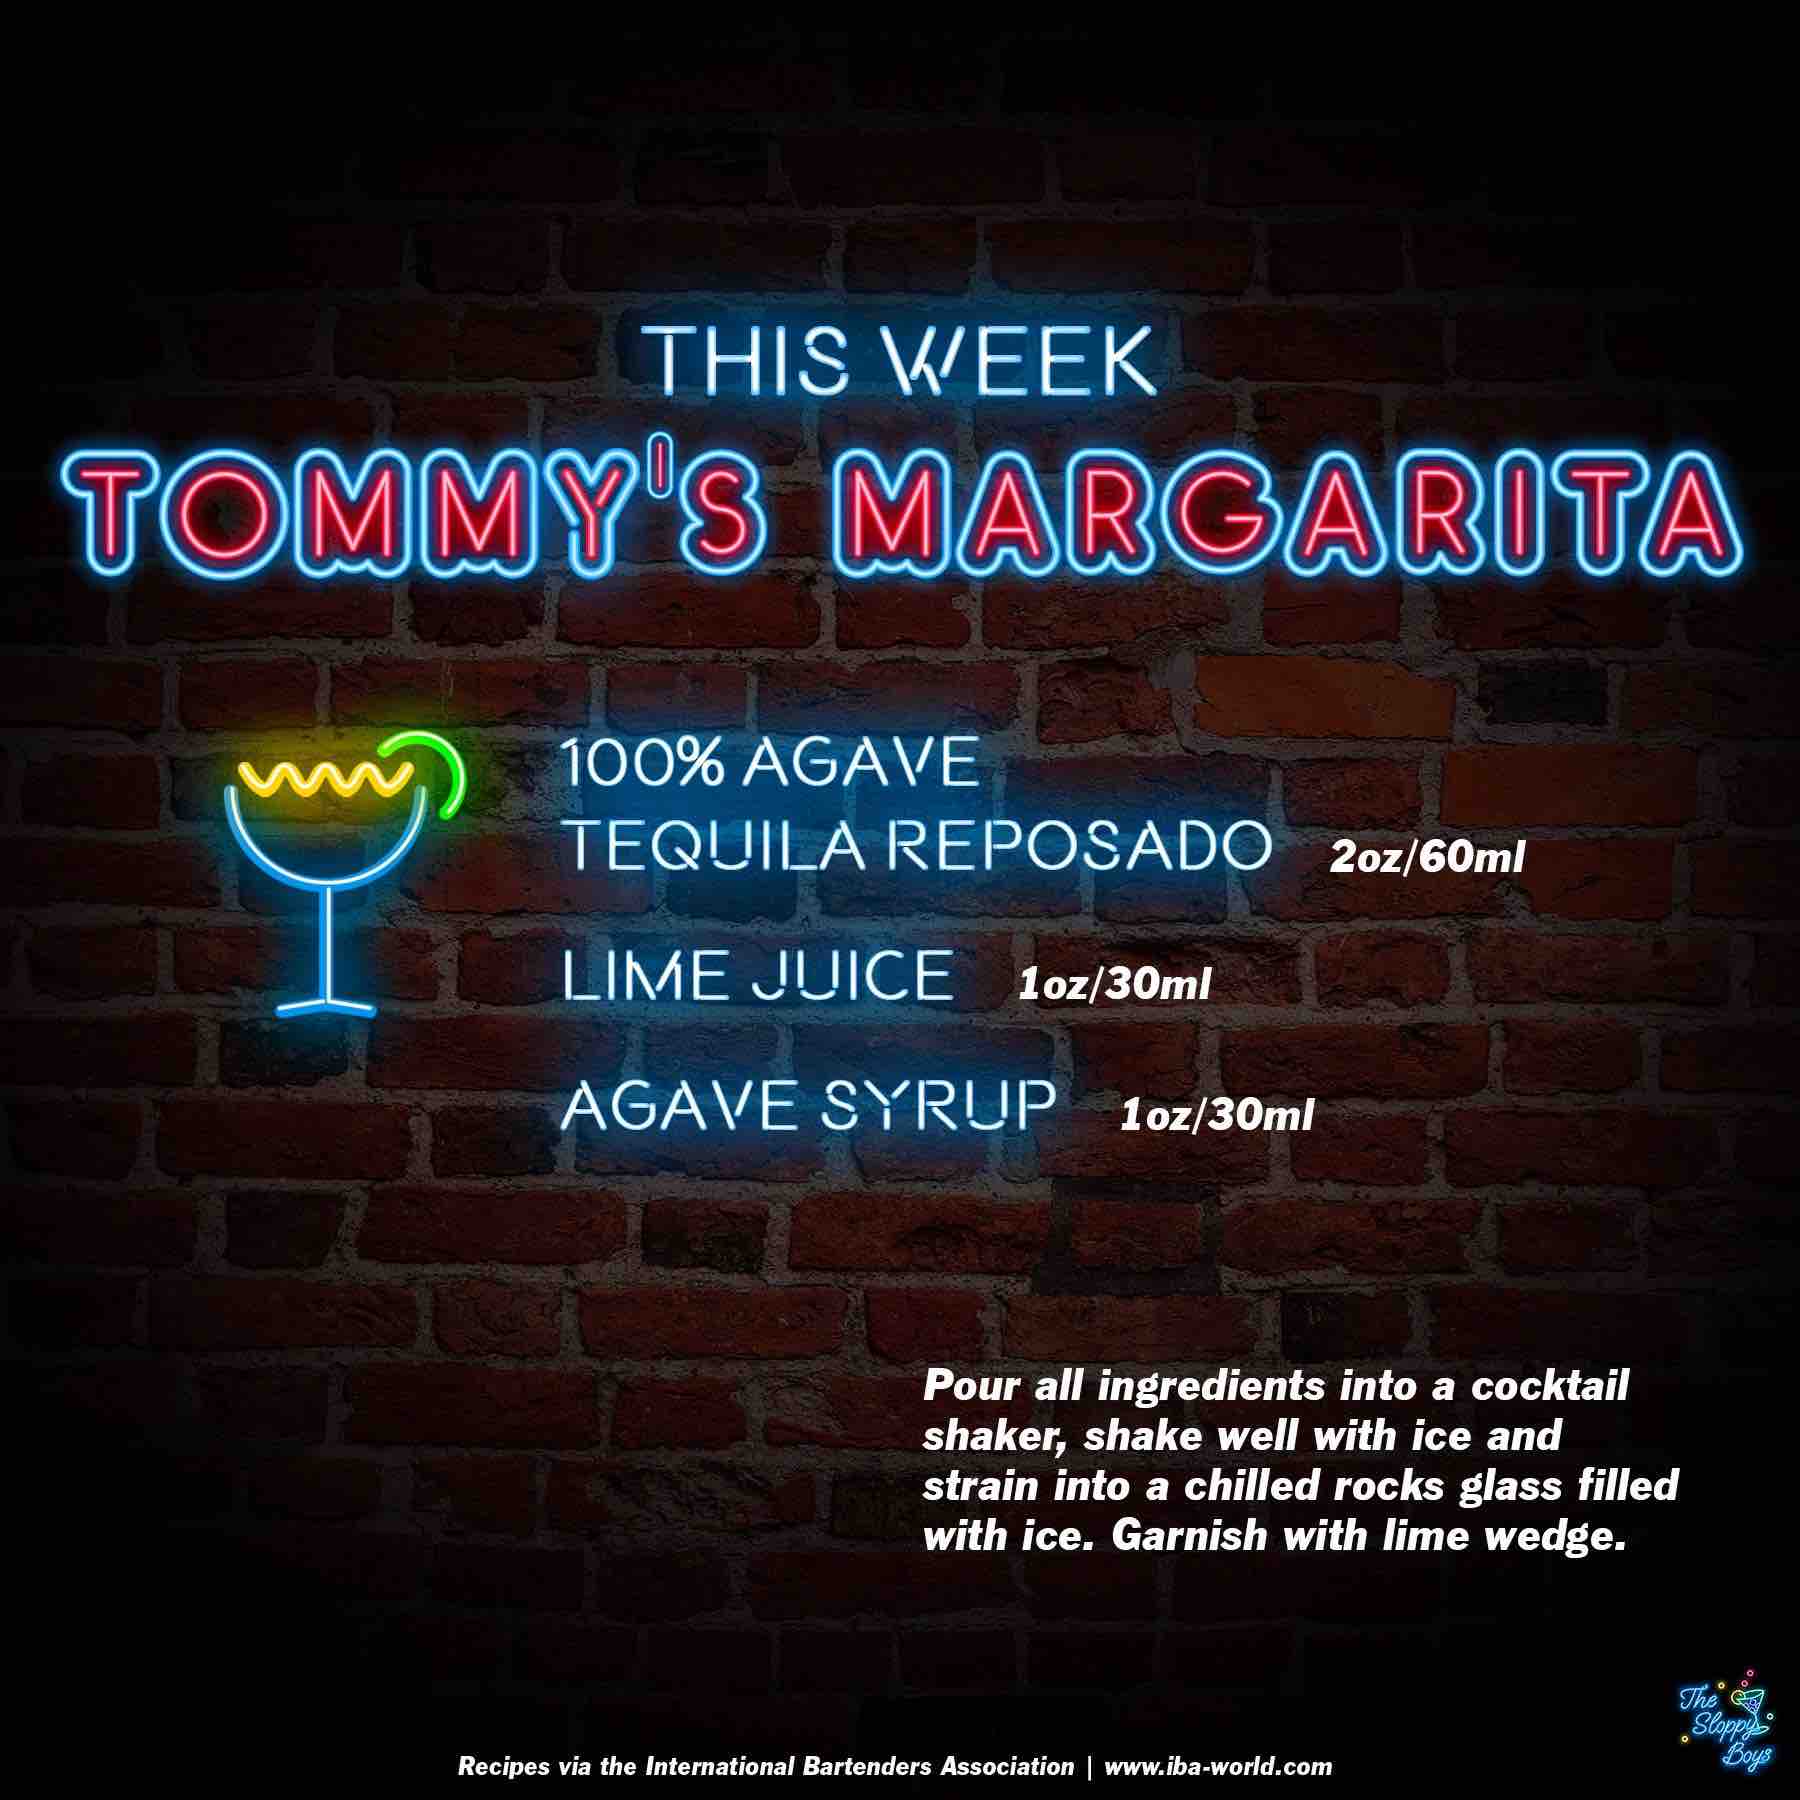 THIS WEEK
TOMMY'S MARGARITA
100% AGAVE
TEQUILA REPOSADO 2oz/60ml
LIME JUICE 1oz/30ml
AGAVE SYRUP 1oz/30ml
Pour all ingredients into a cocktail
shaker, shake well with ice and
strain into a chilled rocks glass filled
with ice. Garnish with lime wedge.
The
Sloppy
Boys
Recipes via the International Bartenders Association | www.iba-world.com